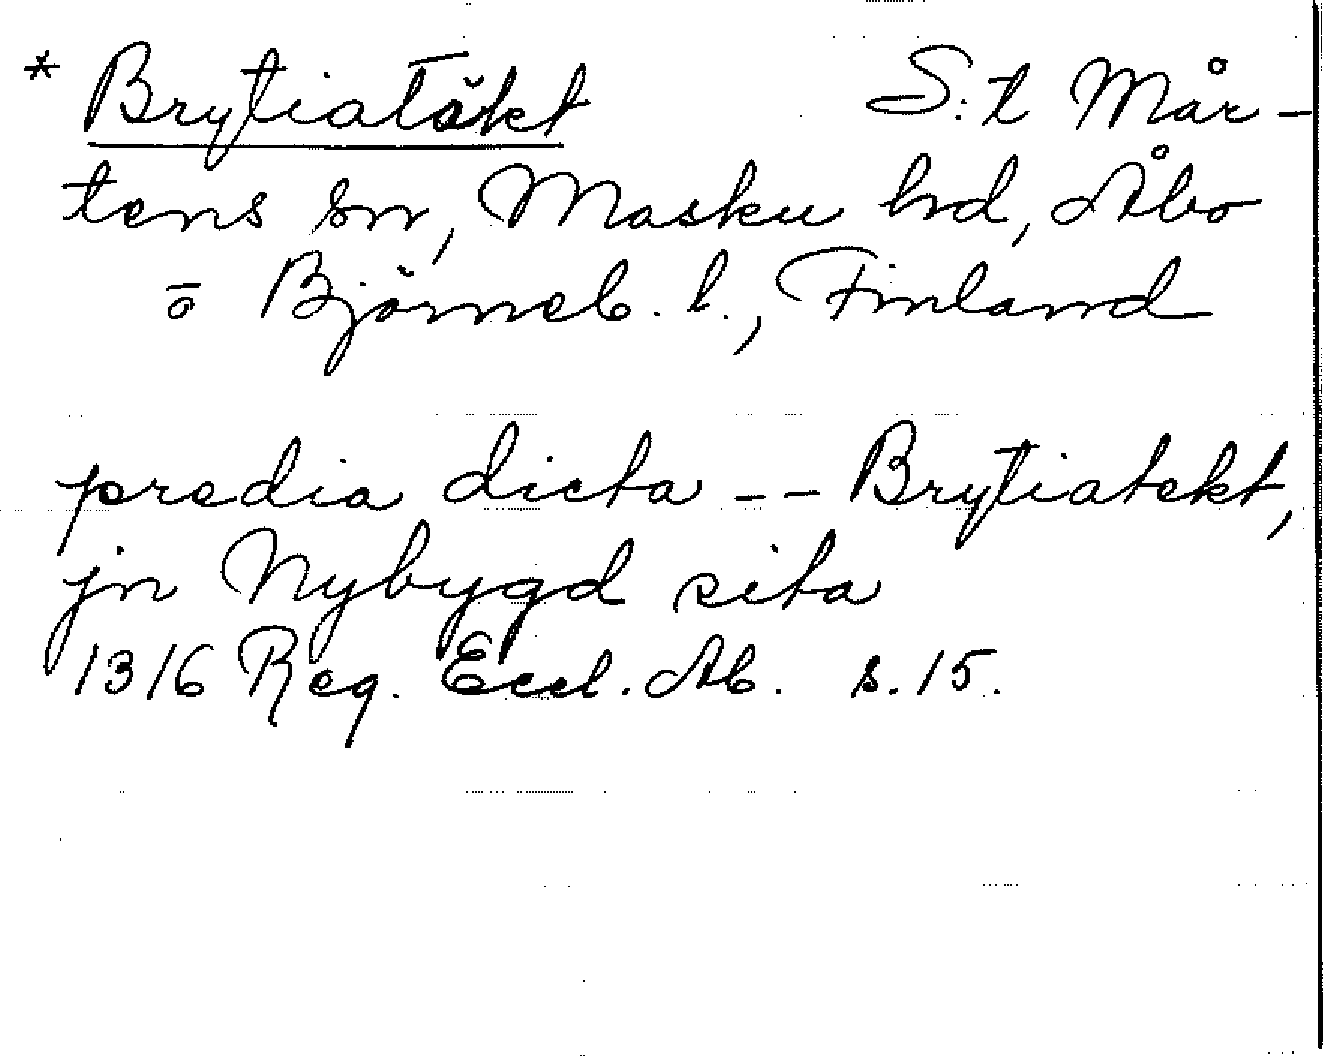 * Brytiatäkt S:t Mår-
tens sn, Masku hd, Åbo
o Björneb. l., Finland
predia dicta -- Brytiatekt,
jn Nybygd sita
1316 Reg. Eccl. Ab. s. 15.